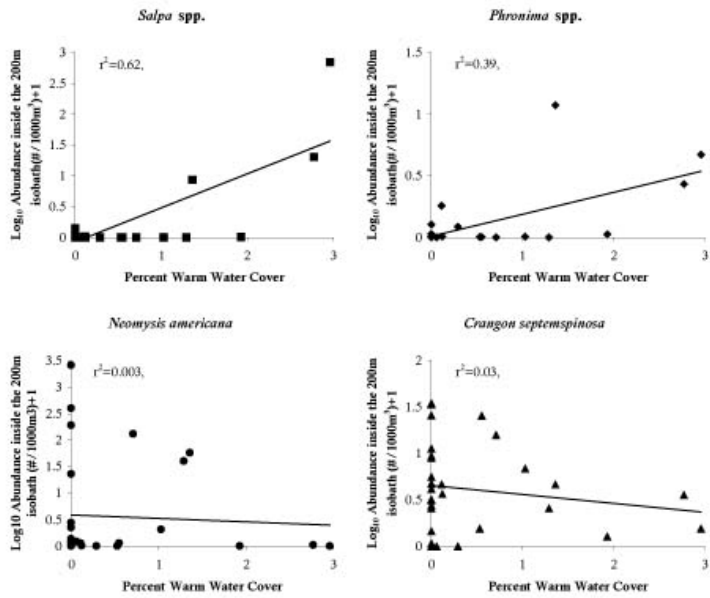 Salpa spp.
Log₁₀ Abundance inside the 200m
isobath(#/1000m³)+1
r²=0.62,
3
2.5
2
1.5
1
0.5
0
0 1 2 3
Percent Warm Water Cover
Phronima spp.
Log₁₀ Abundance inside the 200m
isobath(#/1000m³)+1
r²=0.39,
1.5
1
0.5
0
0 1 2 3
Percent Warm Water Cover
Neomysis americana
Log10 Abundance inside the 200m
isobath (#/1000m3)+1
r²=0.003,
3.5
3
2.5
2
1.5
1
0.5
0
0 1 2 3
Percent Warm Water Cover
Crangon septemspinosa
Log₁₀ Abundance inside the 200m
isobath (#/1000m³)+1
r²=0.03,
2
1.5
1
0.5
0
0 1 2 3
Percent Warm Water Cover